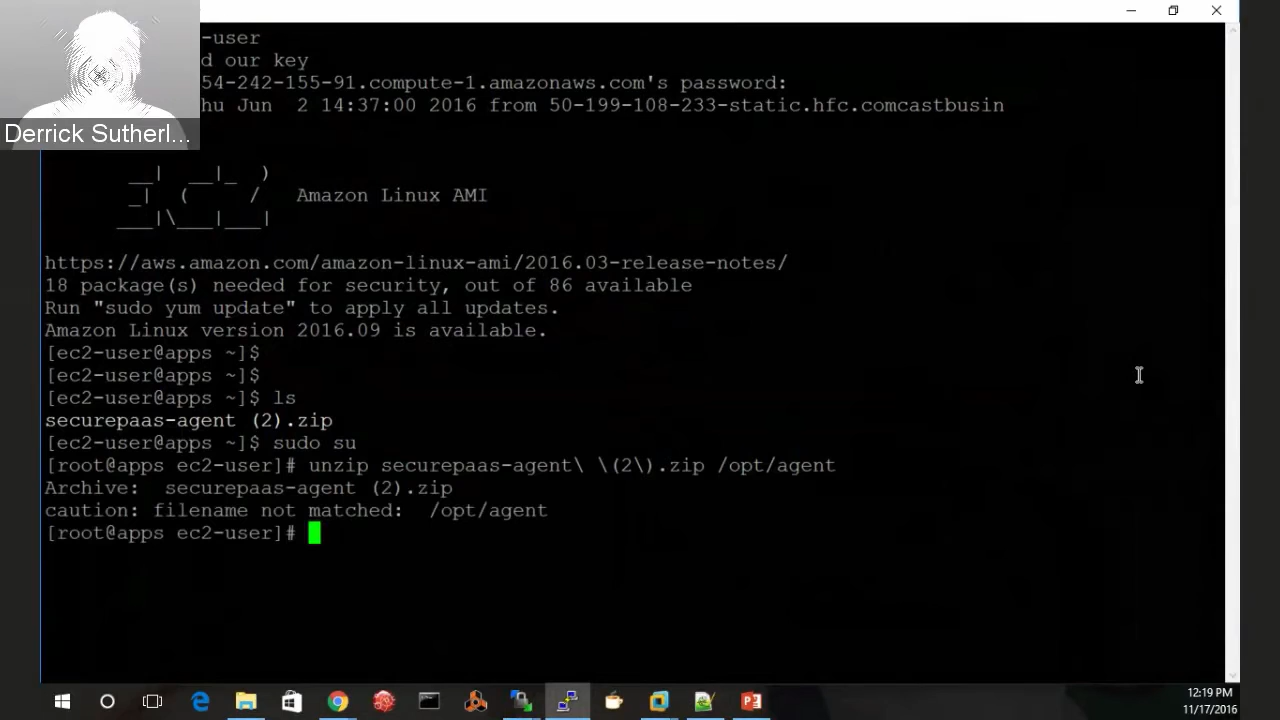 -user
d our key
54-242-155-91.compute-1.amazonaws.com's password:
hu Jun  2 14:37:00 2016 from 50-199-108-233-static.hfc.comcastbusin
Derrick Sutherl...
       __|  __|_  )
       _|  (     /   Amazon Linux AMI
      ___|\___|___|
https://aws.amazon.com/amazon-linux-ami/2016.03-release-notes/
18 package(s) needed for security, out of 86 available
Run "sudo yum update" to apply all updates.
Amazon Linux version 2016.09 is available.
[ec2-user@apps ~]$
[ec2-user@apps ~]$
[ec2-user@apps ~]$ ls
securepaas-agent (2).zip
[ec2-user@apps ~]$ sudo su
[root@apps ec2-user]# unzip securepaas-agent\ \(2\).zip /opt/agent
Archive:  securepaas-agent (2).zip
caution: filename not matched:  /opt/agent
[root@apps ec2-user]#
12:19 PM
11/17/2016